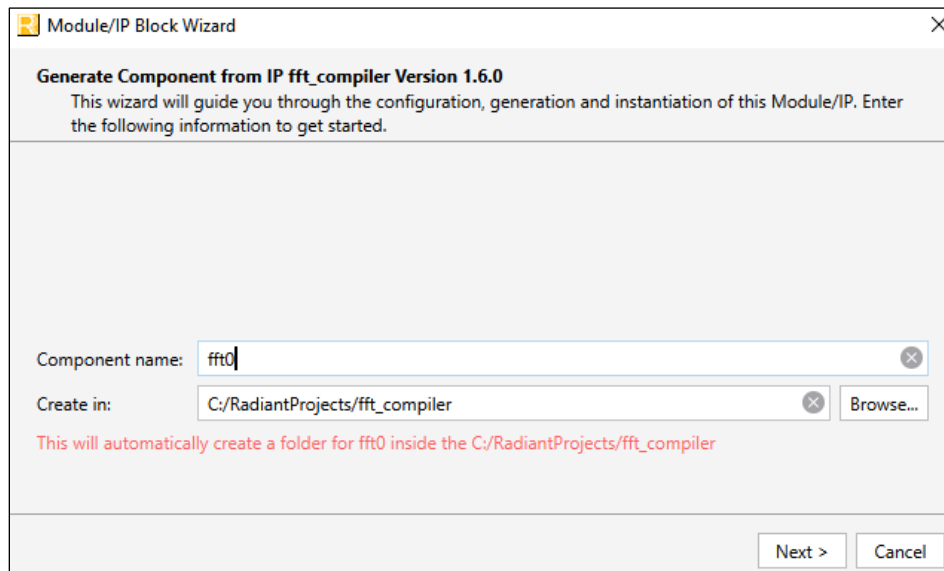 Module/IP Block Wizard
Generate Component from IP fft_compiler Version 1.6.0
This wizard will guide you through the configuration, generation and instantiation of this Module/IP. Enter
the following information to get started.
Component name: fft0
Create in: C:/RadiantProjects/fft_compiler Browse...
This will automatically create a folder for fft0 inside the C:/RadiantProjects/fft_compiler
Next > Cancel